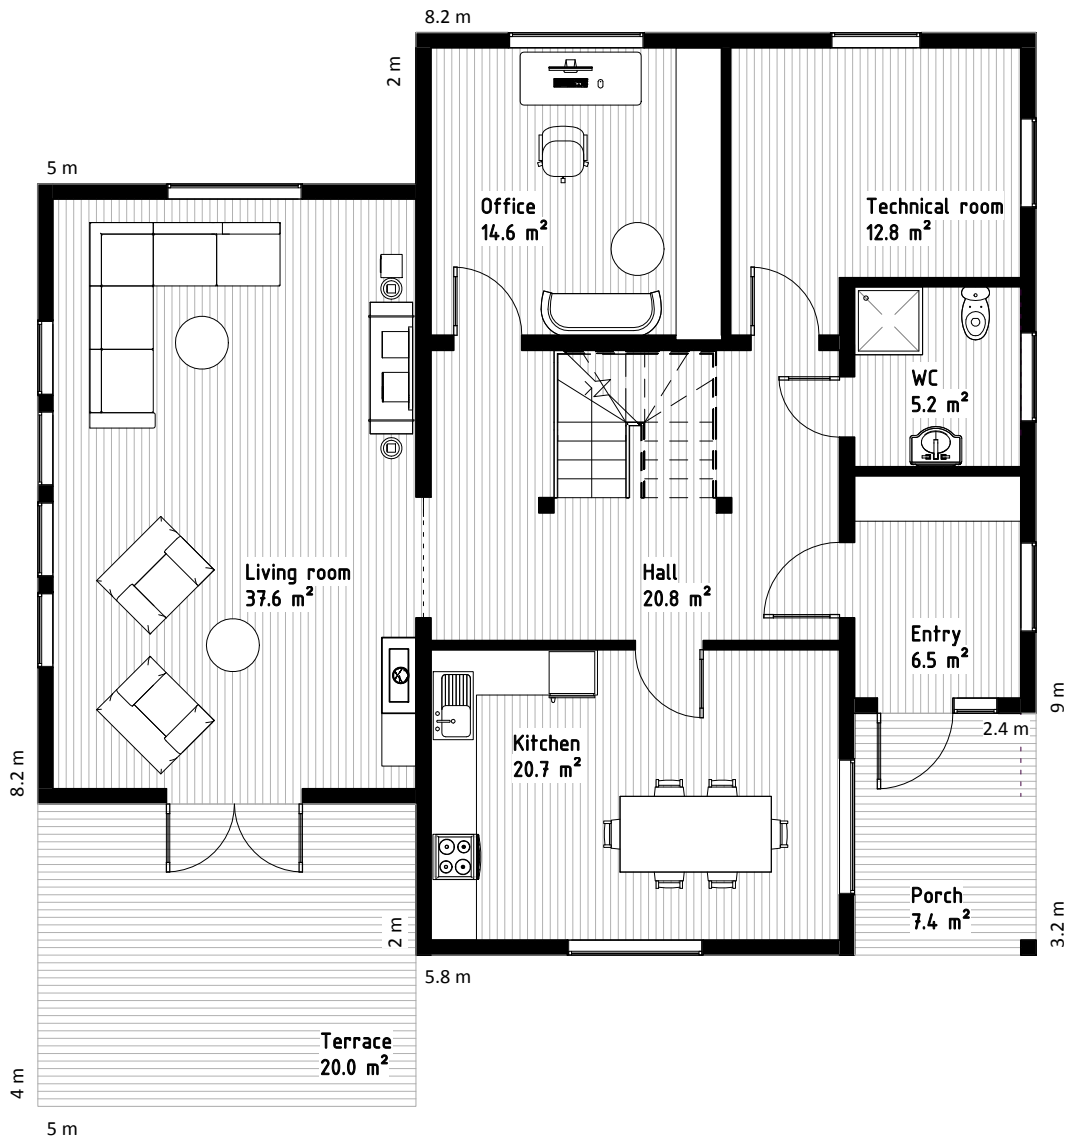 8.2 m
2 m
5 m
Office
14.6 m²
Technical room
12.8 m²
WC
5.2 m²
Living room
37.6 m²
Hall
20.8 m²
Entry
6.5 m²
9 m
2.4 m
Kitchen
20.7 m²
8.2 m
Porch
7.4 m²
3.2 m
2 m
5.8 m
Terrace
20.0 m²
4 m
5 m